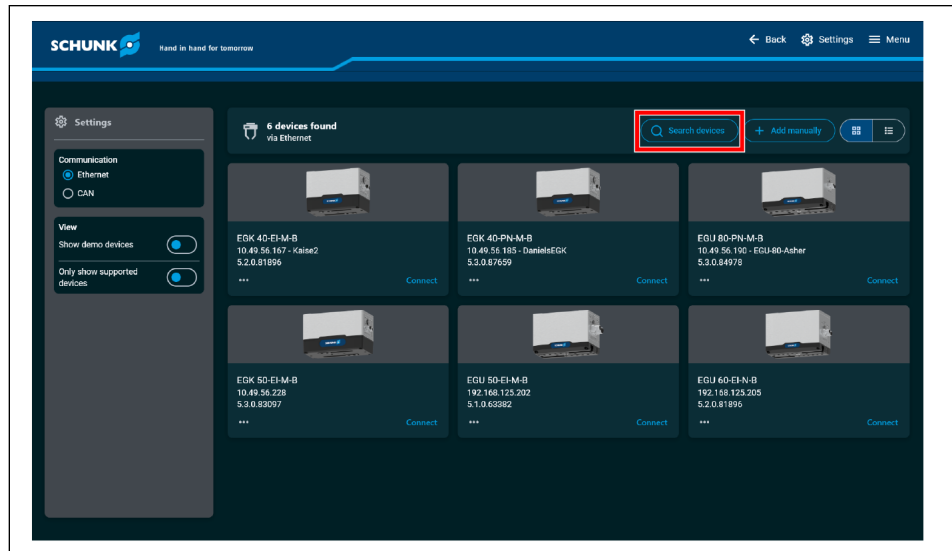 SCHUNK
Hand in hand for tomorrow
Back
Settings
Menu
Settings
6 devices found
via Ethernet
Search devices
+ Add manually
Communication
Ethernet
CAN
View
Show demo devices
Only show supported
devices
EGK 40-EI-M-B
10.49.56.167 - Kaise2
5.2.0.81896
•••
Connect
EGK 40-PN-M-B
10.49.56.185 - DanielsEGK
5.3.0.87659
•••
Connect
EGU 80-PN-M-B
10.49.56.190 - EGU-80-Asher
5.3.0.84978
•••
Connect
EGK 50-EI-M-B
10.49.56.228
5.3.0.83097
•••
Connect
EGU 50-EI-M-B
192.168.125.202
5.1.0.63382
•••
Connect
EGU 60-EI-N-B
192.168.125.205
5.2.0.81896
•••
Connect